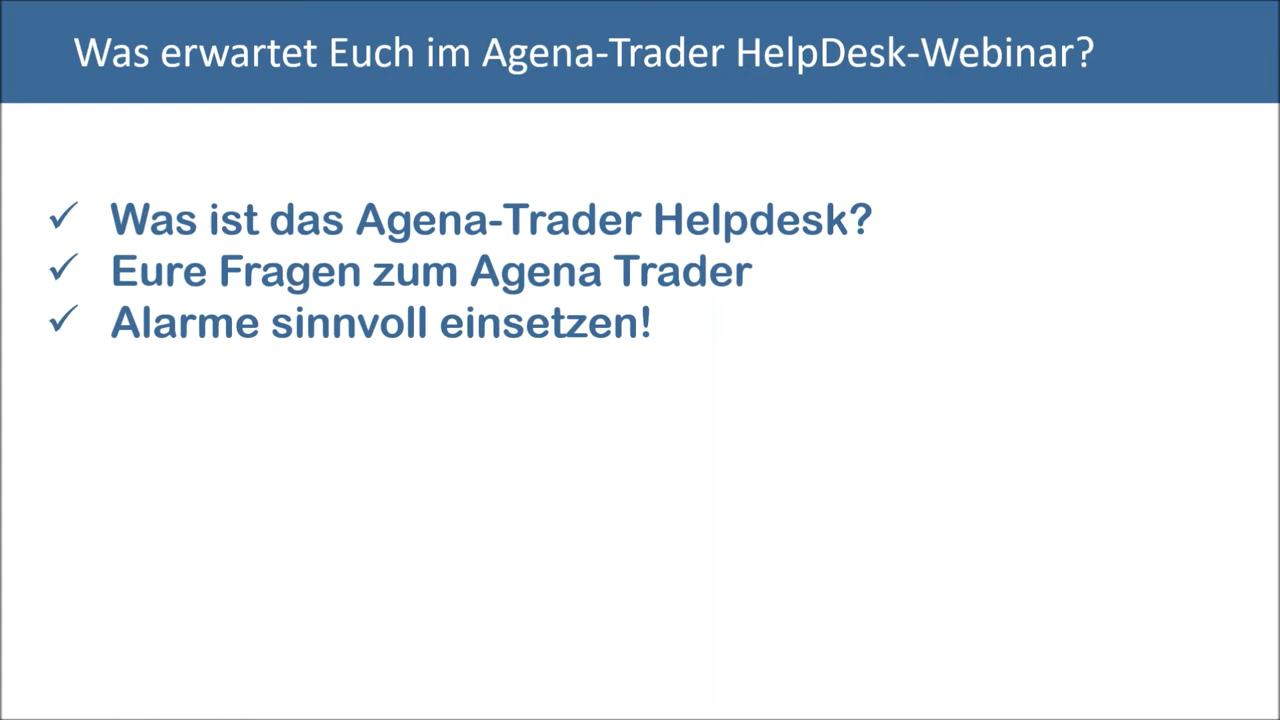 Was erwartet Euch im Agena-Trader HelpDesk-Webinar?
✓ Was ist das Agena-Trader Helpdesk?
✓ Eure Fragen zum Agena Trader
✓ Alarme sinnvoll einsetzen!